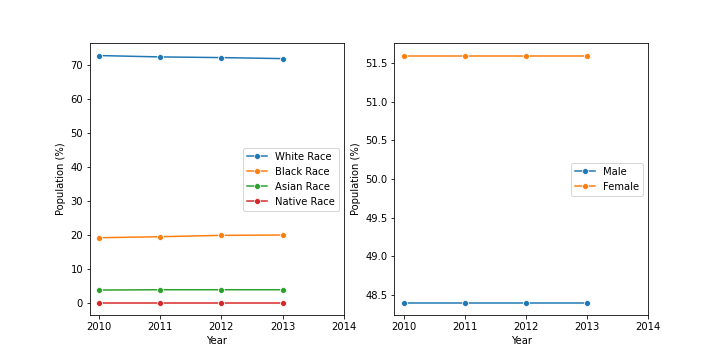 Population (%)
70
60
50
40
30
20
10
0
2010 2011 2012 2013 2014
Year
White Race
Black Race
Asian Race
Native Race
Population (%)
51.5
51.0
50.5
50.0
49.5
49.0
48.5
2010 2011 2012 2013 2014
Year
Male
Female